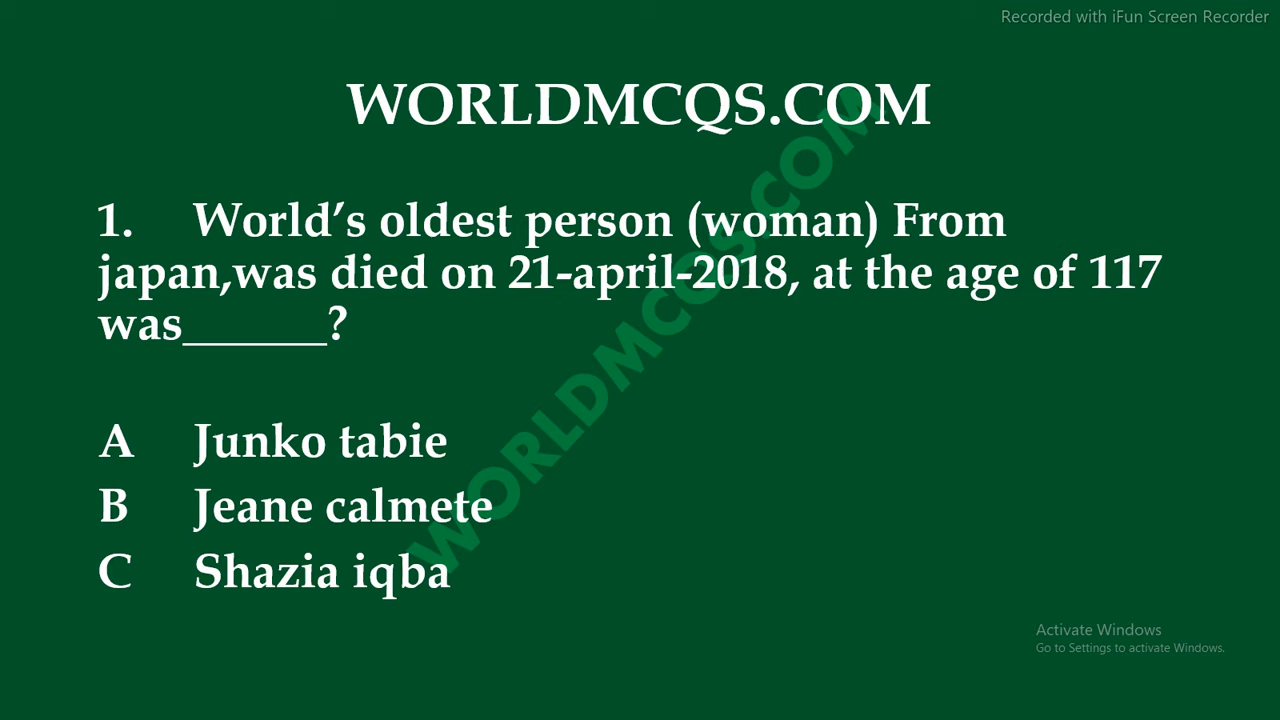 Recorded with iFun Screen Recorder
WORLDMCQS.COM
1. World’s oldest person (woman) From
japan,was died on 21-april-2018, at the age of 117
was______?
A Junko tabie
B Jeane calmete
C Shazia iqba
WORLDMCQS.COM
Activate Windows
Go to Settings to activate Windows.